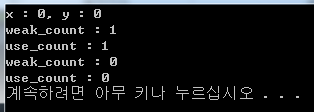 x : 0, y : 0
weak_count : 1
use_count : 1
weak_count : 0
use_count : 0
계속하려면 아무 키나 누르십시오 . . .